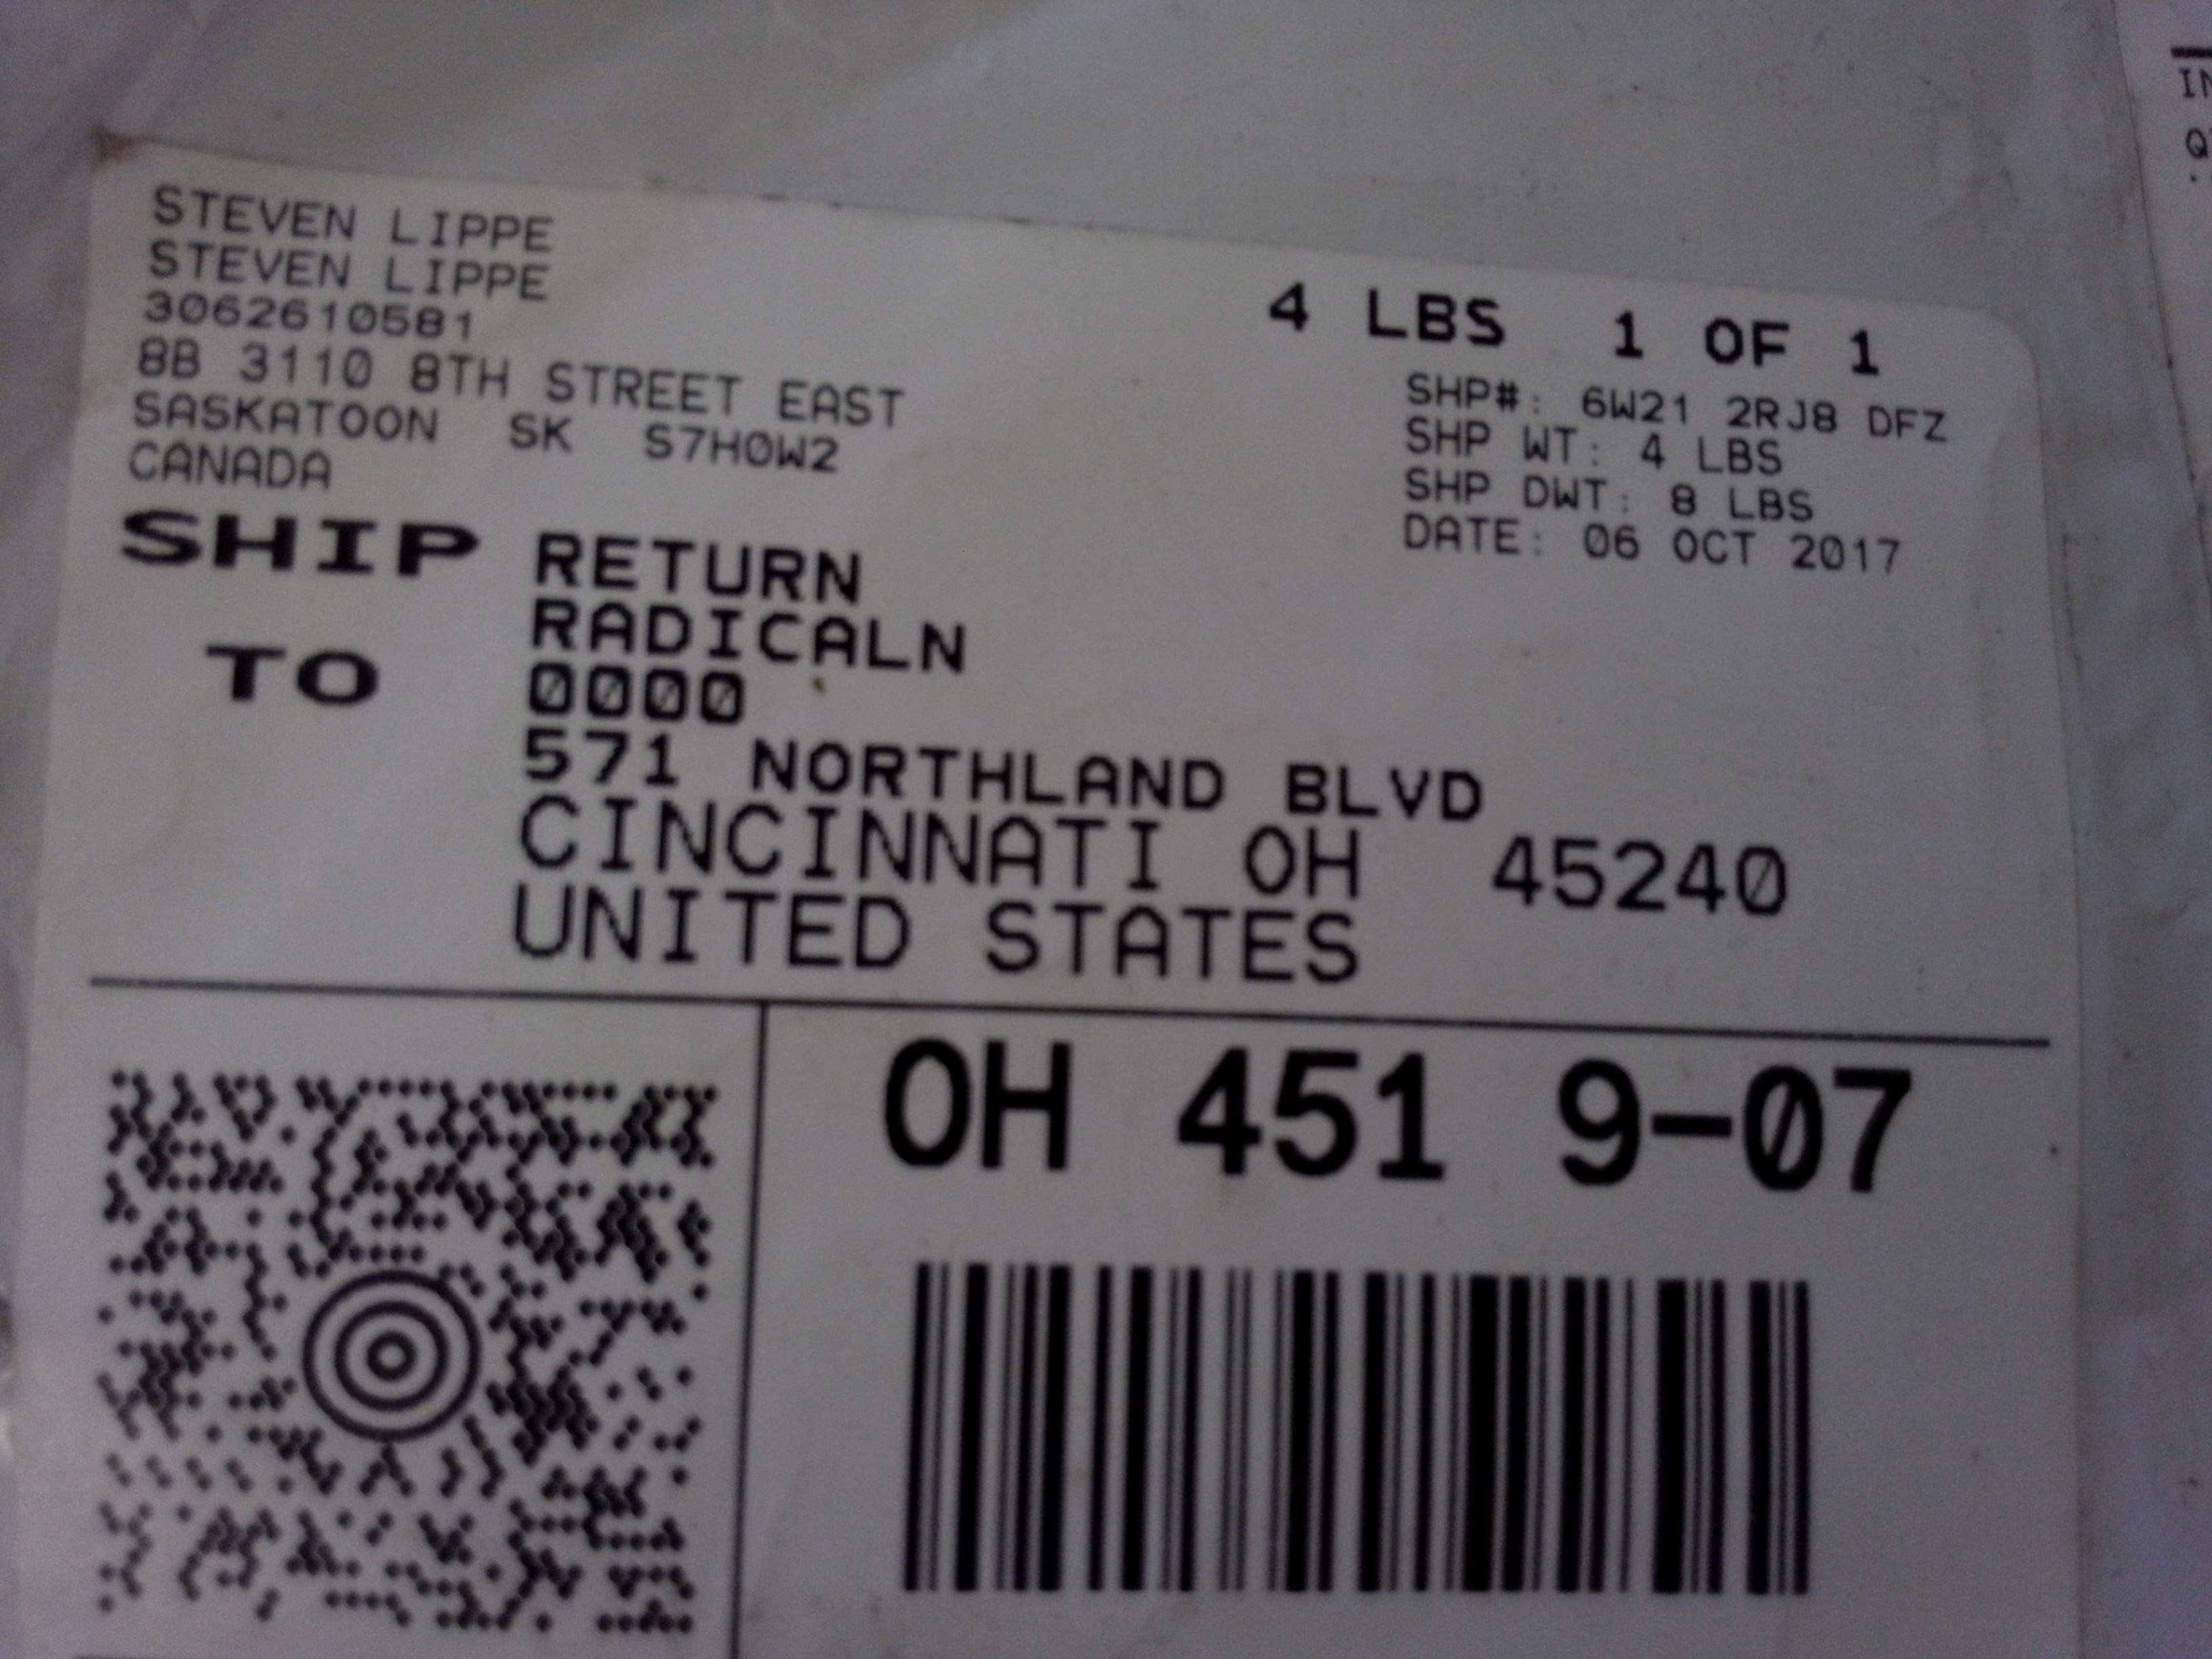 STEVEN LIPPE
STEVEN LIPPE
3062610581
8B 3110 8TH STREET EAST
SASKATOON SK S7H0W2
CANADA
4 LBS 1 OF 1
SHP#: 6W21 2RJ8 DFZ
SHP WT: 4 LBS
SHP DWT: 8 LBS
DATE: 06 OCT 2017
SHIP TO
RETURN
RADICALN
0000
571 NORTHLAND BLVD
CINCINNATI OH 45240
UNITED STATES
OH 451 9-07